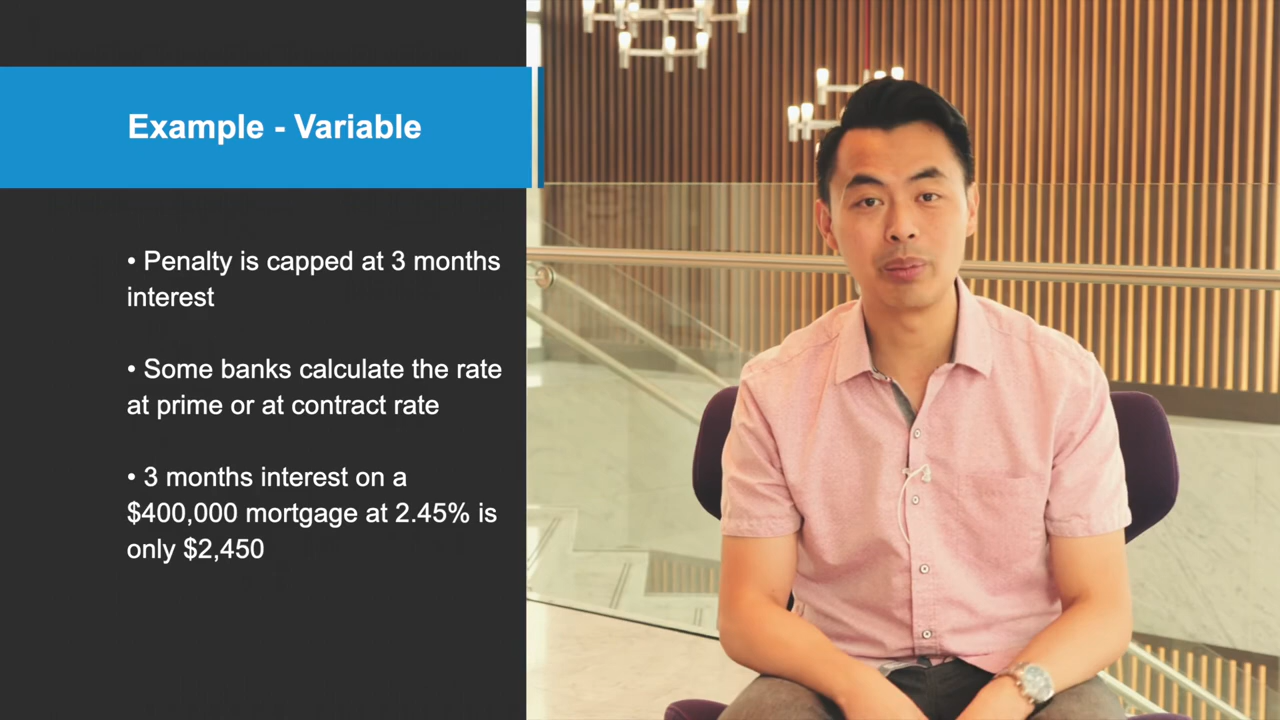 Example - Variable
• Penalty is capped at 3 months
interest
• Some banks calculate the rate
at prime or at contract rate
• 3 months interest on a
$400,000 mortgage at 2.45% is
only $2,450